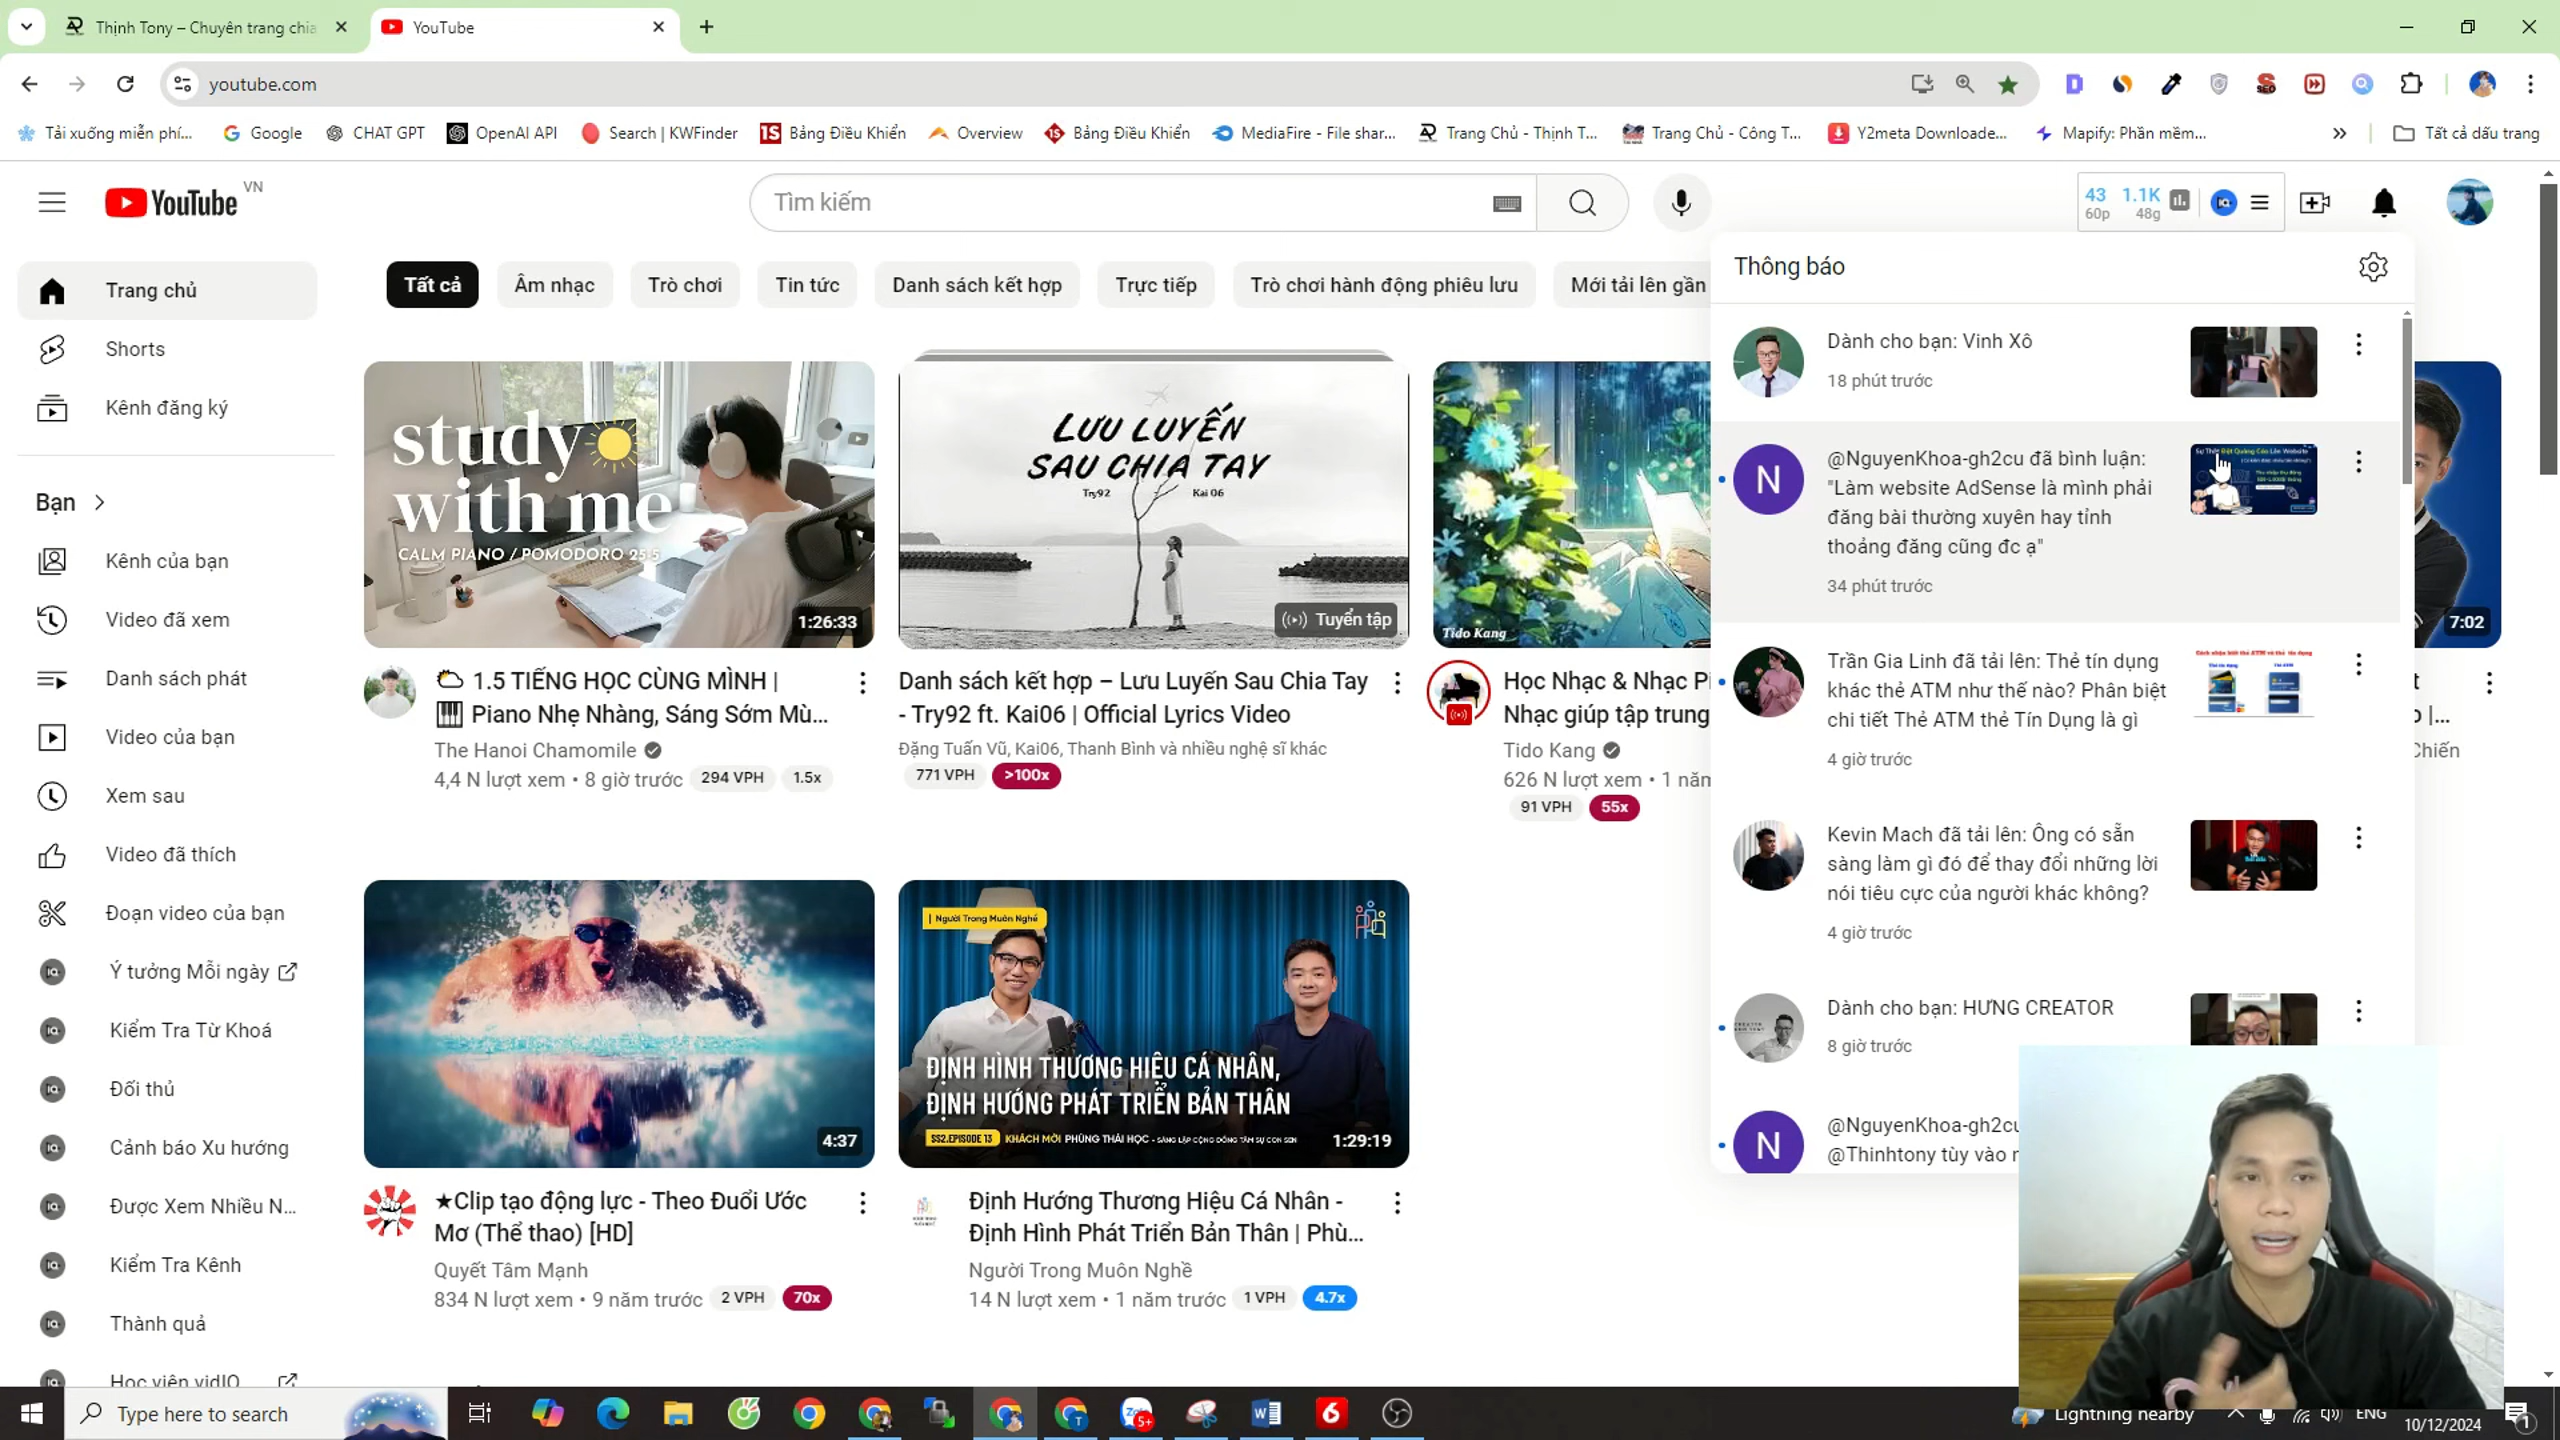 Thịnh Tony – Chuyên trang chia
YouTube
youtube.com
Tải xuống miễn phí...
Google
CHAT GPT
OpenAI API
Search | KWFinder
Bảng Điều Khiển
Overview
Bảng Điều Khiển
MediaFire - File shar...
Trang Chủ - Thịnh T...
Trang Chủ - Công T...
Y2meta Downloade...
Mapify: Phần mềm...
Tất cả dấu trang
YouTube VN
Tìm kiếm
43 1.1K
60p 48g
Trang chủ
Shorts
Kênh đăng ký
Bạn
Kênh của bạn
Video đã xem
Danh sách phát
Video của bạn
Xem sau
Video đã thích
Đoạn video của bạn
Ý tưởng Mỗi ngày
Kiểm Tra Từ Khoá
Đối thủ
Cảnh báo Xu hướng
Được Xem Nhiều N...
Kiểm Tra Kênh
Thành quả
Học viện vidIQ
Tất cả
Âm nhạc
Trò chơi
Tin tức
Danh sách kết hợp
Trực tiếp
Trò chơi hành động phiêu lưu
Mới tải lên gần
study
with me
CALM PIANO / POMODORO 25-5
1:26:33
1.5 TIẾNG HỌC CÙNG MÌNH |
Piano Nhẹ Nhàng, Sáng Sớm Mù...
The Hanoi Chamomile
4,4 N lượt xem • 8 giờ trước 294 VPH 1.5x
LƯU LUYẾN
SAU CHIA TAY
Try92 Kai 06
Tuyển tập
Danh sách kết hợp – Lưu Luyến Sau Chia Tay
- Try92 ft. Kai06 | Official Lyrics Video
Đặng Tuấn Vũ, Kai06, Thanh Bình và nhiều nghệ sĩ khác
771 VPH >100x
Tido Kang
Học Nhạc & Nhạc Pi
Nhạc giúp tập trung
Tido Kang
626 N lượt xem • 1 năm
91 VPH 55x
7:02
Chiến
4:37
★Clip tạo động lực - Theo Đuổi Ước
Mơ (Thể thao) [HD]
Quyết Tâm Mạnh
834 N lượt xem • 9 năm trước 2 VPH 70x
Người Trong Muôn Nghề
ĐỊNH HÌNH THƯƠNG HIỆU CÁ NHÂN,
ĐỊNH HƯỚNG PHÁT TRIỂN BẢN THÂN
SS2.EPISODE 13 KHÁCH MỜI PHÙNG THÁI HỌC - SÁNG LẬP CỘNG ĐỒNG TÂM SỰ CON SEN
1:29:19
Định Hướng Thương Hiệu Cá Nhân -
Định Hình Phát Triển Bản Thân | Phù...
Người Trong Muôn Nghề
14 N lượt xem • 1 năm trước 1 VPH 4.7x
Thông báo
Dành cho bạn: Vinh Xô
18 phút trước
N
@NguyenKhoa-gh2cu đã bình luận:
"Làm website AdSense là mình phải
đăng bài thường xuyên hay tỉnh
thoảng đăng cũng đc ạ"
34 phút trước
Trần Gia Linh đã tải lên: Thẻ tín dụng
khác thẻ ATM như thế nào? Phân biệt
chi tiết Thẻ ATM thẻ Tín Dụng là gì
4 giờ trước
Kevin Mach đã tải lên: Ông có sẵn
sàng làm gì đó để thay đổi những lời
nói tiêu cực của người khác không?
4 giờ trước
Dành cho bạn: HƯNG CREATOR
8 giờ trước
N
@NguyenKhoa-gh2cu
@Thinhtony tùy vào
Type here to search
5+
Lightning nearby
ENG
10/12/2024
1